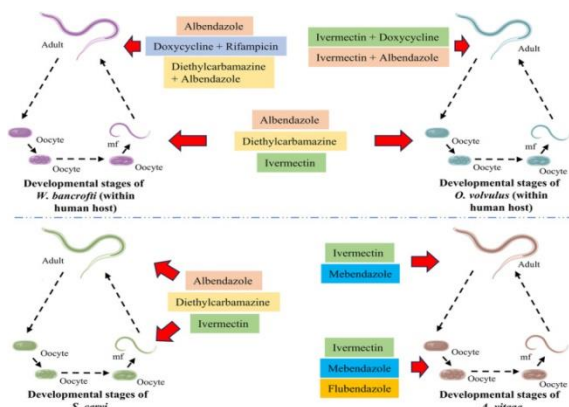 Albendazole
Doxycycline + Rifampicin
Diethylcarbamazine
+ Albendazole
Adult
Oocyte
Oocyte
Oocyte
mf
Developmental stages of
W. bancrofti (within
human host)
Ivermectin + Doxycycline
Ivermectin + Albendazole
Adult
Albendazole
Diethylcarbamazine
Ivermectin
Oocyte
Oocyte
Oocyte
mf
Developmental stages of
O. volvulus (within
human host)
Adult
Albendazole
Diethylcarbamazine
Ivermectin
Oocyte
Oocyte
Oocyte
mf
Developmental stages of
Ivermectin
Mebendazole
Adult
Ivermectin
Mebendazole
Flubendazole
Oocyte
Oocyte
Oocyte
mf
Developmental stages of